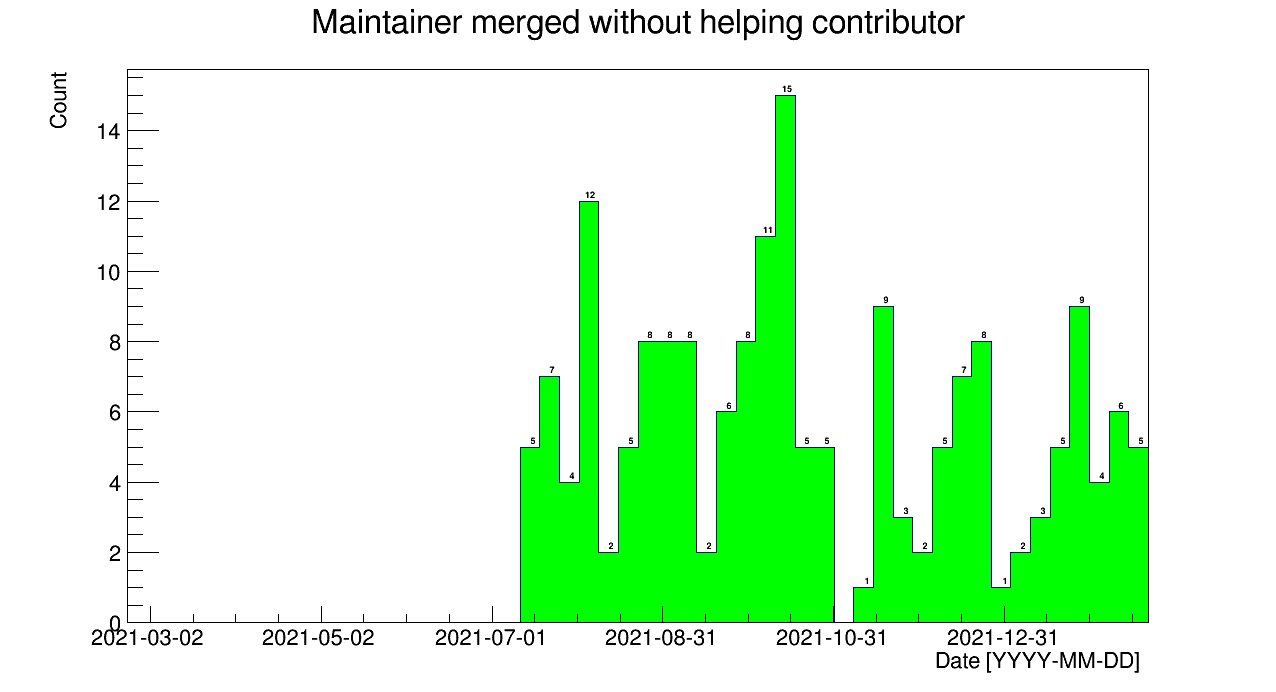 Maintainer merged without helping contributor
Count
14
12
10
8
6
4
2
0
5 7 4 12 2 5 8 8 8 2 6 8 11 15 5 5 1 9 3 2 5 7 8 1 2 3 5 9 4 6 5
2021-03-02 2021-05-02 2021-07-01 2021-08-31 2021-10-31 2021-12-31
Date [YYYY-MM-DD]